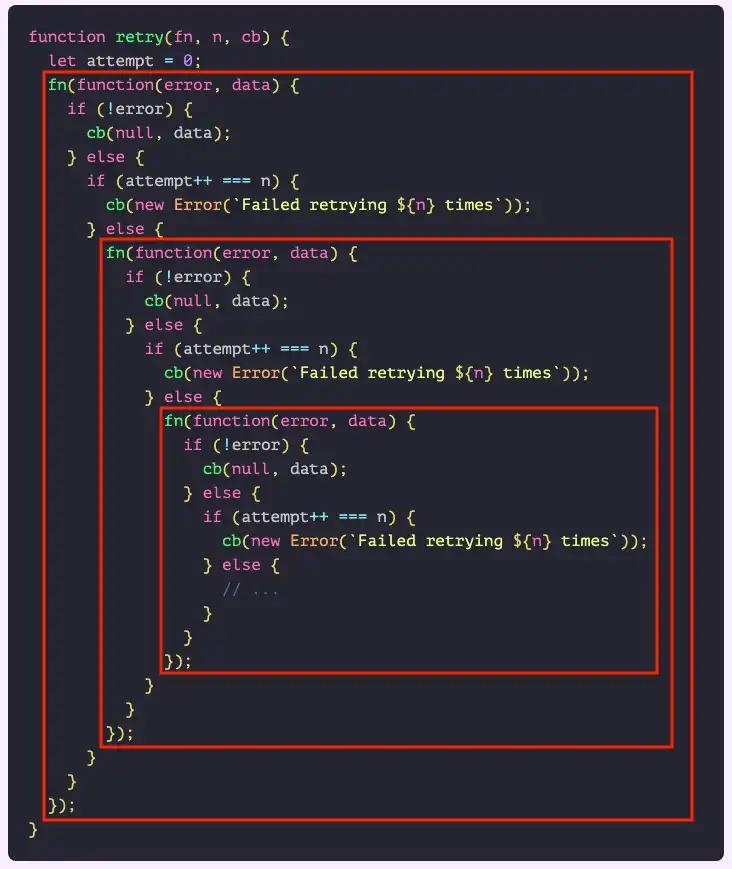 function retry(fn, n, cb) {
  let attempt = 0;
  fn(function(error, data) {
    if (!error) {
      cb(null, data);
    } else {
      if (attempt++ === n) {
        cb(new Error(`Failed retrying ${n} times`));
      } else {
        fn(function(error, data) {
          if (!error) {
            cb(null, data);
          } else {
            if (attempt++ === n) {
              cb(new Error(`Failed retrying ${n} times`));
            } else {
              fn(function(error, data) {
                if (!error) {
                  cb(null, data);
                } else {
                  if (attempt++ === n) {
                    cb(new Error(`Failed retrying ${n} times`));
                  } else {
                    // ...
                  }
                }
              });
            }
          }
        });
      }
    }
  });
}